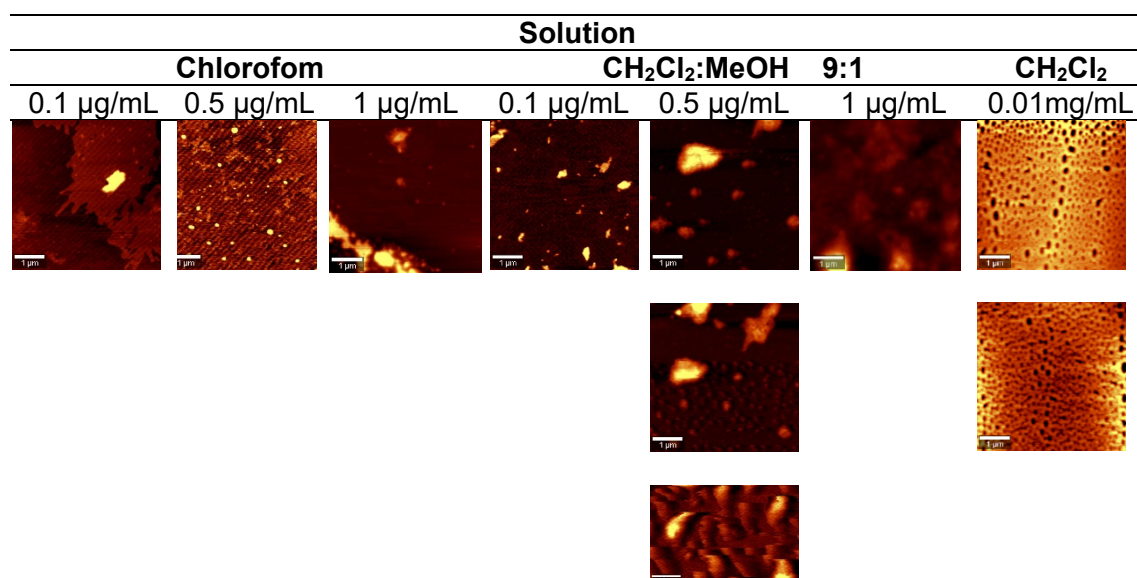 Solution
Chlorofom CH₂Cl₂:MeOH 9:1 CH₂Cl₂
0.1 µg/mL 0.5 µg/mL 1 µg/mL 0.1 µg/mL 0.5 µg/mL 1 µg/mL 0.01mg/mL
1 µm 1 µm 1 µm 1 µm 1 µm 1 µm 1 µm
1 µm 1 µm